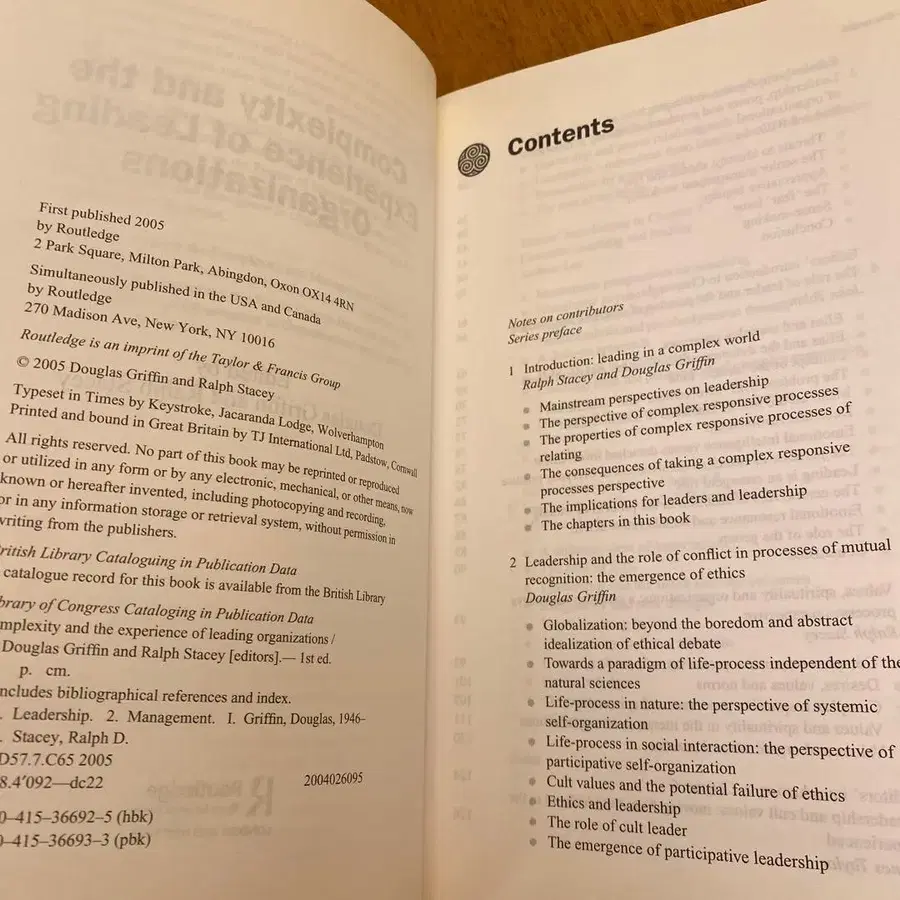 First published 2005
by Routledge
2 Park Square, Milton Park, Abingdon, Oxon OX14 4RN
Simultaneously published in the USA and Canada
by Routledge
270 Madison Ave, New York, NY 10016
Routledge is an imprint of the Taylor & Francis Group
© 2005 Douglas Griffin and Ralph Stacey
Typeset in Times by Keystroke, Jacaranda Lodge, Wolverhampton
Printed and bound in Great Britain by TJ International Ltd, Padstow, Cornwall
All rights reserved. No part of this book may be reprinted or reproduced
or utilized in any form or by any electronic, mechanical, or other means, now
known or hereafter invented, including photocopying and recording,
or in any information storage or retrieval system, without permission in
writing from the publishers.
British Library Cataloguing in Publication Data
catalogue record for this book is available from the British Library
brary of Congress Cataloging in Publication Data
mplexity and the experience of leading organizations /
Douglas Griffin and Ralph Stacey [editors].— 1st ed.
p. cm.
ncludes bibliographical references and index.
. Leadership. 2. Management. I. Griffin, Douglas, 1946–
. Stacey, Ralph D.
D57.7.C65 2005
8.4′092—dc22
2004026095
0–415–36692–5 (hbk)
0–415–36693–3 (pbk)
Contents
Notes on contributors
Series preface
1 Introduction: leading in a complex world
Ralph Stacey and Douglas Griffin
● Mainstream perspectives on leadership
● The perspective of complex responsive processes
● The properties of complex responsive processes of
relating
● The consequences of taking a complex responsive
processes perspective
● The implications for leaders and leadership
● The chapters in this book
2 Leadership and the role of conflict in processes of mutual
recognition: the emergence of ethics
Douglas Griffin
● Globalization: beyond the boredom and abstract
idealization of ethical debate
● Towards a paradigm of life-process independent of the
natural sciences
● Life-process in nature: the perspective of systemic
self-organization
● Life-process in social interaction: the perspective of
participative self-organization
● Cult values and the potential failure of ethics
● Ethics and leadership
● The role of cult leader
● The emergence of participative leadership